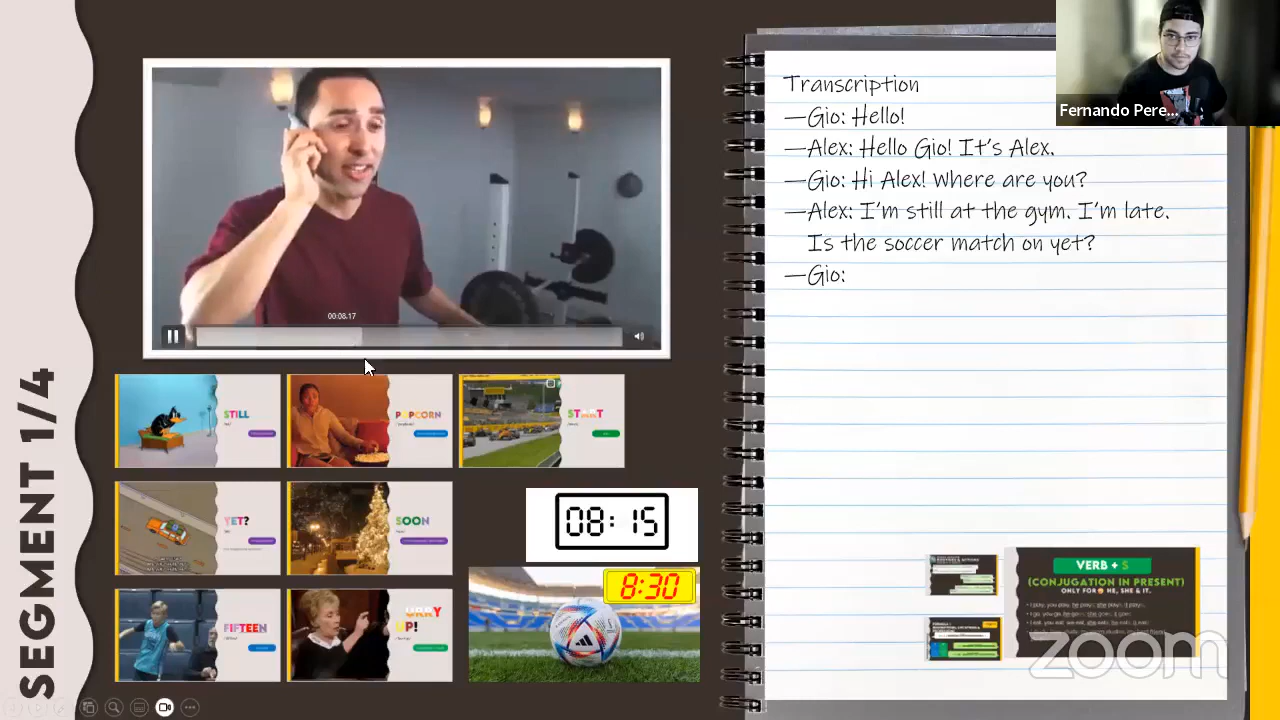 SEGMENT 1/4
00:08.17
Transcription
—Gio: Hello!
—Alex: Hello Gio! It's Alex.
—Gio: Hi Alex! Where are you?
—Alex: I'm still at the gym. I'm late.
Is the soccer match on yet?
—Gio:
Fernando Pere...
STILL
POPCORN
START
YET?
SOON
FIFTEEN
HURRY
UP!
08:15
8:30
VERB + S
(CONJUGATION IN PRESENT)
ONLY FOR HE, SHE & IT.
zoom